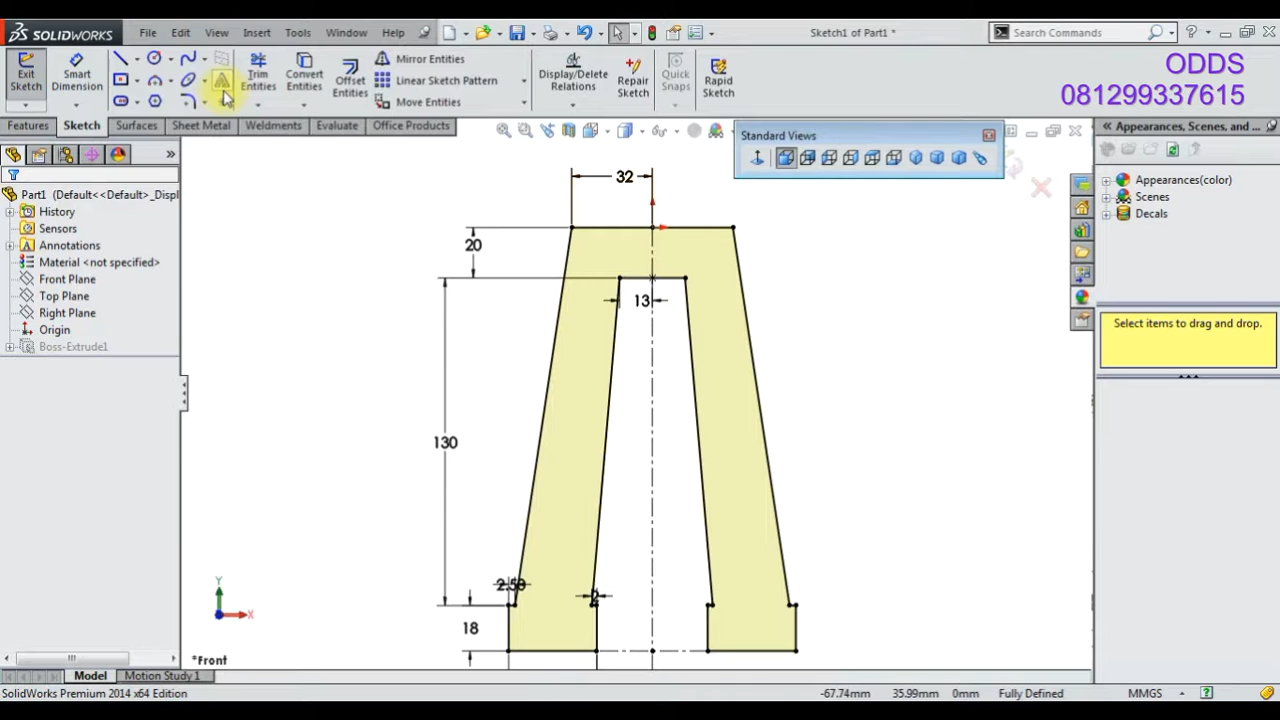 SOLIDWORKS
File Edit View Insert Tools Window Help
Sketch1 of Part1 *
Search Commands
ODDS
081299337615
Exit Sketch
Smart Dimension
Trim Entities
Convert Entities
Offset Entities
Mirror Entities
Linear Sketch Pattern
Move Entities
Display/Delete Relations
Repair Sketch
Quick Snaps
Rapid Sketch
Features Sketch Surfaces Sheet Metal Weldments Evaluate Office Products
Standard Views
Appearances, Scenes, and...
Part1 (Default<<Default>_Displ
History
Sensors
Annotations
Material <not specified>
Front Plane
Top Plane
Right Plane
Origin
Boss-Extrude1
Appearances(color)
Scenes
Decals
Select items to drag and drop.
32
20
13
130
2.50
2
18
Y
X
*Front
Model Motion Study 1
SolidWorks Premium 2014 x64 Edition
-67.74mm 35.99mm 0mm Fully Defined MMGS